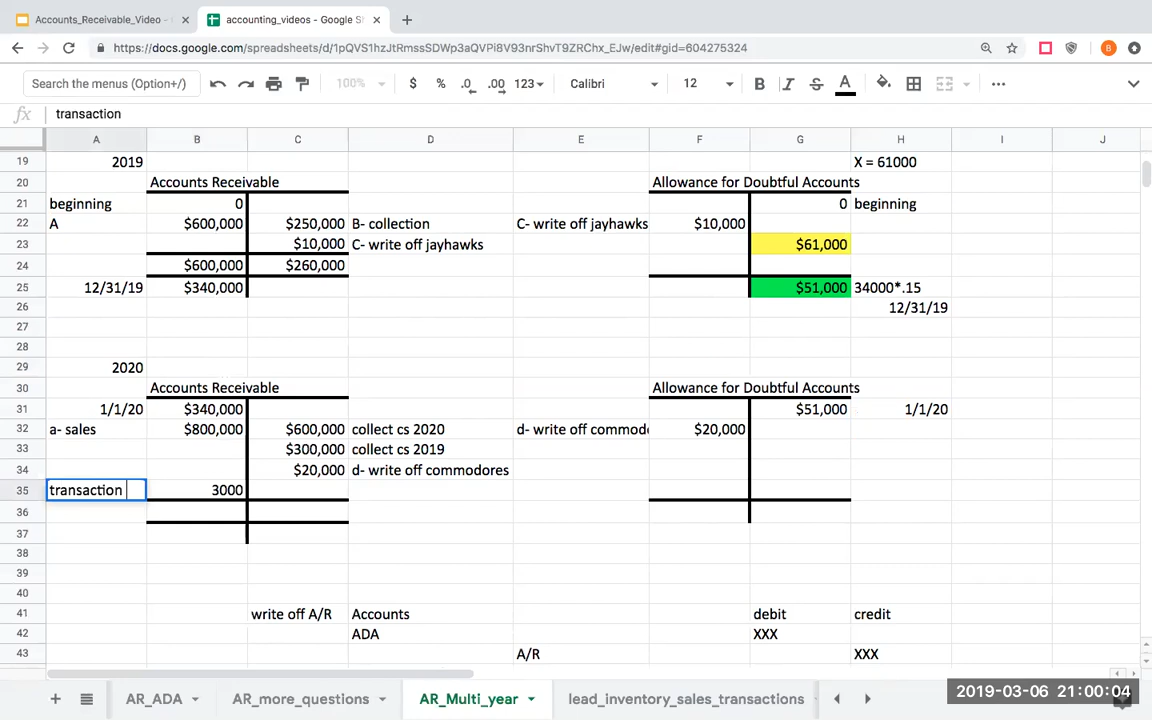 Accounts_Receivable_Video -
accounting_videos - Google S
https://docs.google.com/spreadsheets/d/1pQVS1hzJtRmssSDWp3aQVPi8V93nrShvT9ZRChx_EJw/edit#gid=604275324
B
Search the menus (Option+/) 100% $ % .0 .00 123 Calibri 12 B I S A
fx transaction
A B C D E F G H I J
19 2019 X = 61000
20 Accounts Receivable Allowance for Doubtful Accounts
21 beginning 0 0 beginning
22 A $600,000 $250,000 B- collection C- write off jayhawks $10,000
23 $10,000 C- write off jayhawks $61,000
24 $600,000 $260,000
25 12/31/19 $340,000 $51,000 34000*.15
26 12/31/19
27
28
29 2020
30 Accounts Receivable Allowance for Doubtful Accounts
31 1/1/20 $340,000 $51,000 1/1/20
32 a- sales $800,000 $600,000 collect cs 2020 d- write off commod
33 $300,000 collect cs 2019
34 $20,000 d- write off commodores
35 transaction 3000
36
37
38
39
40
41 write off A/R Accounts debit credit
42 ADA XXX
43 A/R XXX
AR_ADA AR_more_questions AR_Multi_year lead_inventory_sales_transactions
2019-03-06 21:00:04